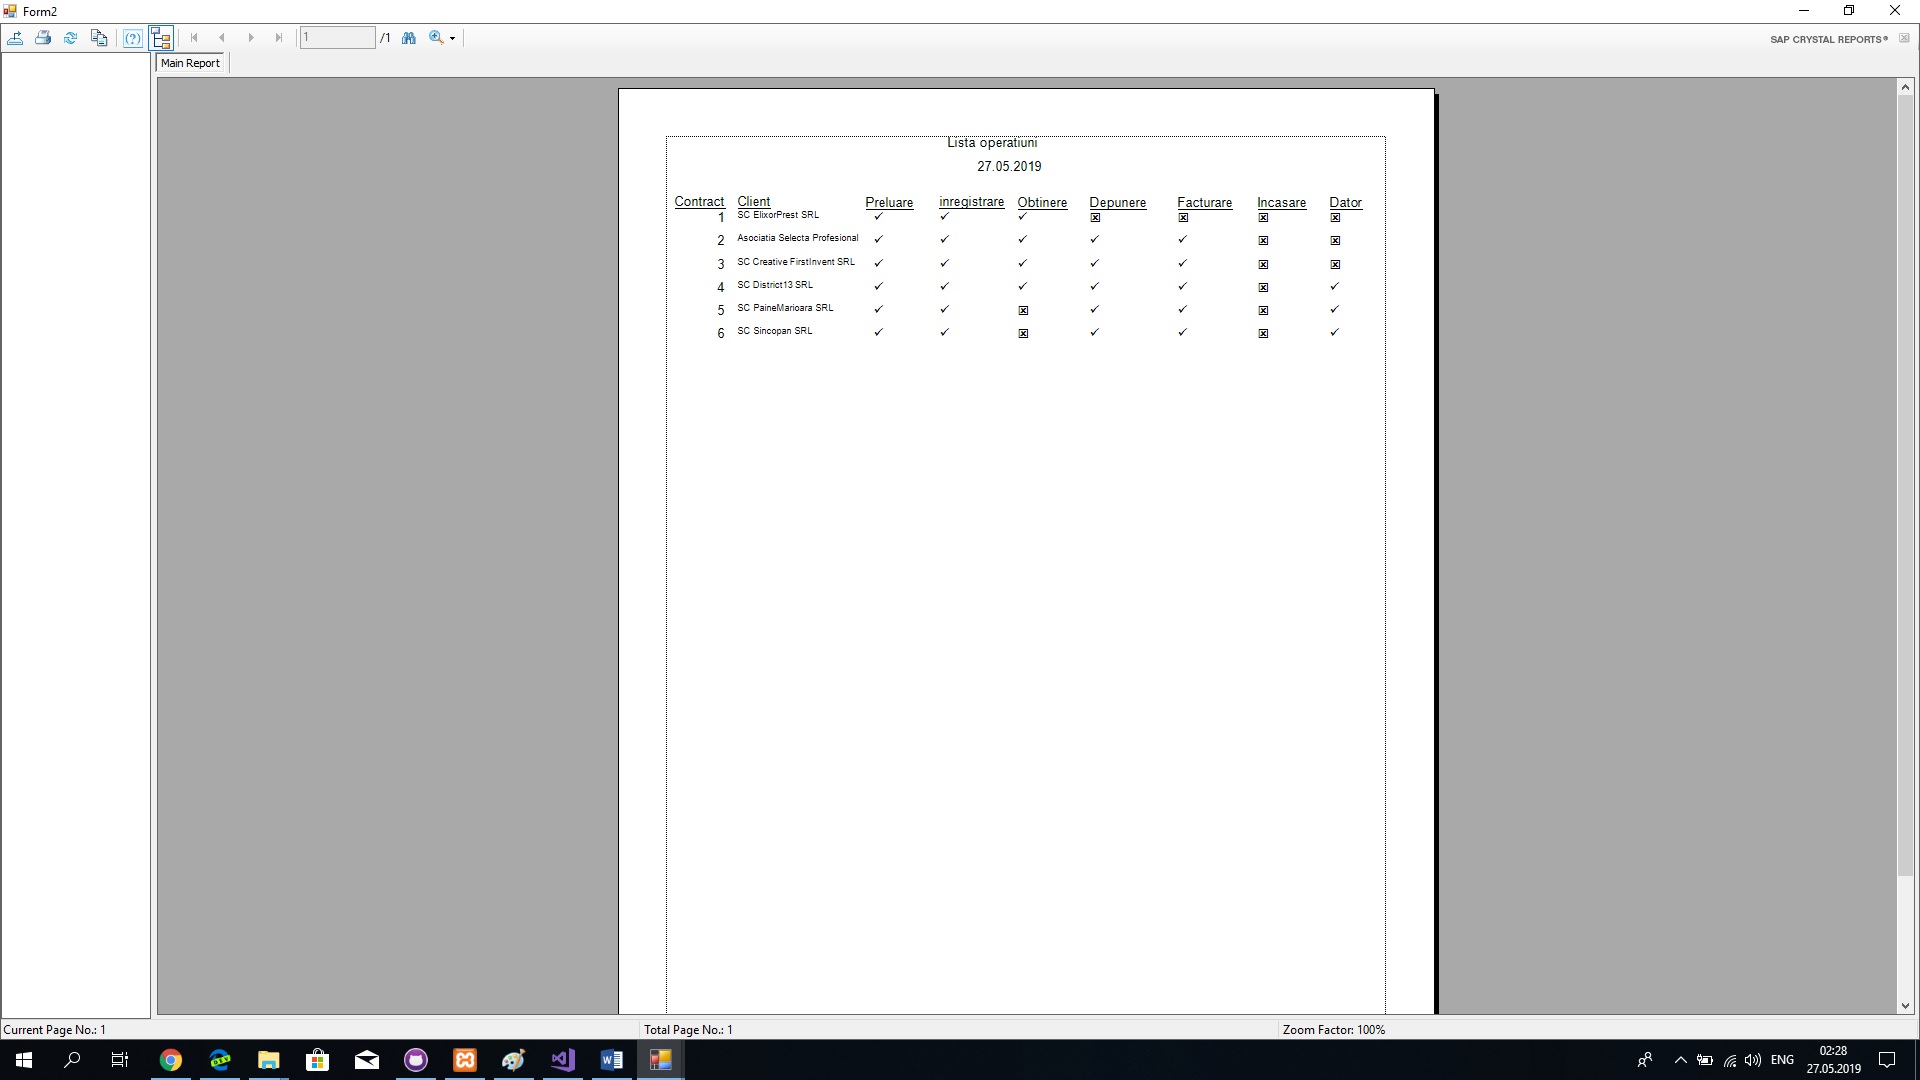 Form2
1 /1
SAP CRYSTAL REPORTS®
Main Report
Lista operatiuni
27.05.2019
Contract Client Preluare inregistrare Obtinere Depunere Facturare Incasare Dator
1 SC ElixorPrest SRL ✓ ✓ ✓ ☒ ☒ ☒ ☒
2 Asociatia Selecta Profesional ✓ ✓ ✓ ✓ ✓ ☒ ☒
3 SC Creative FirstInvent SRL ✓ ✓ ✓ ✓ ✓ ☒ ☒
4 SC District13 SRL ✓ ✓ ✓ ✓ ✓ ☒ ✓
5 SC PaineMarioara SRL ✓ ✓ ☒ ✓ ✓ ☒ ✓
6 SC Sincopan SRL ✓ ✓ ☒ ✓ ✓ ☒ ✓
Current Page No.: 1 Total Page No.: 1 Zoom Factor: 100%
ENG 02:28
27.05.2019